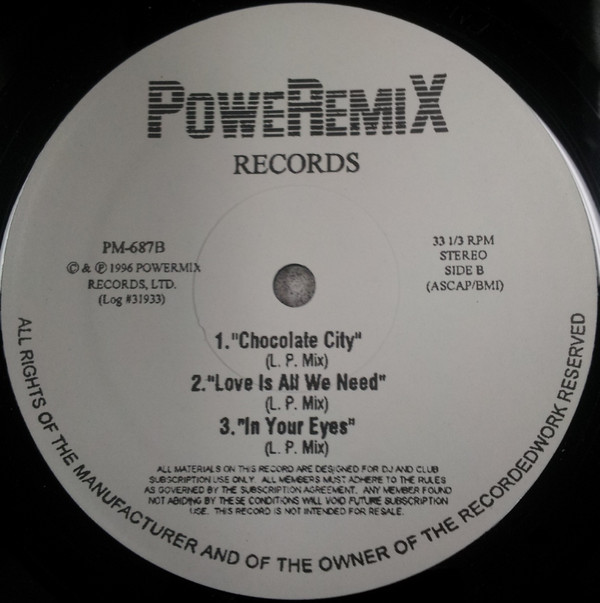 PoweRemiX
RECORDS
PM-687B
© & ℗ 1996 POWERMIX
RECORDS, LTD.
(Log #31933)
33 1/3 RPM
STEREO
SIDE B
(ASCAP/BMI)
1."Chocolate City"
(L. P. Mix)
2."Love Is All We Need"
(L. P. Mix)
3."In Your Eyes"
(L. P. Mix)
ALL MATERIALS ON THIS RECORD ARE DESIGNED FOR DJ AND CLUB
SUBSCRIPTION USE ONLY. ALL MEMBERS MUST ADHERE TO THE RULES
AS GOVERNED BY THE SUBSCRIPTION AGREEMENT. ANY MEMBER FOUND
NOT ABIDING BY THESE CONDITIONS WILL VOID FUTURE SUBSCRIPTION
USE. THIS RECORD IS NOT INTENDED FOR RESALE.
ALL RIGHTS OF THE MANUFACTURER AND OF THE OWNER OF THE RECORDEDWORK RESERVED